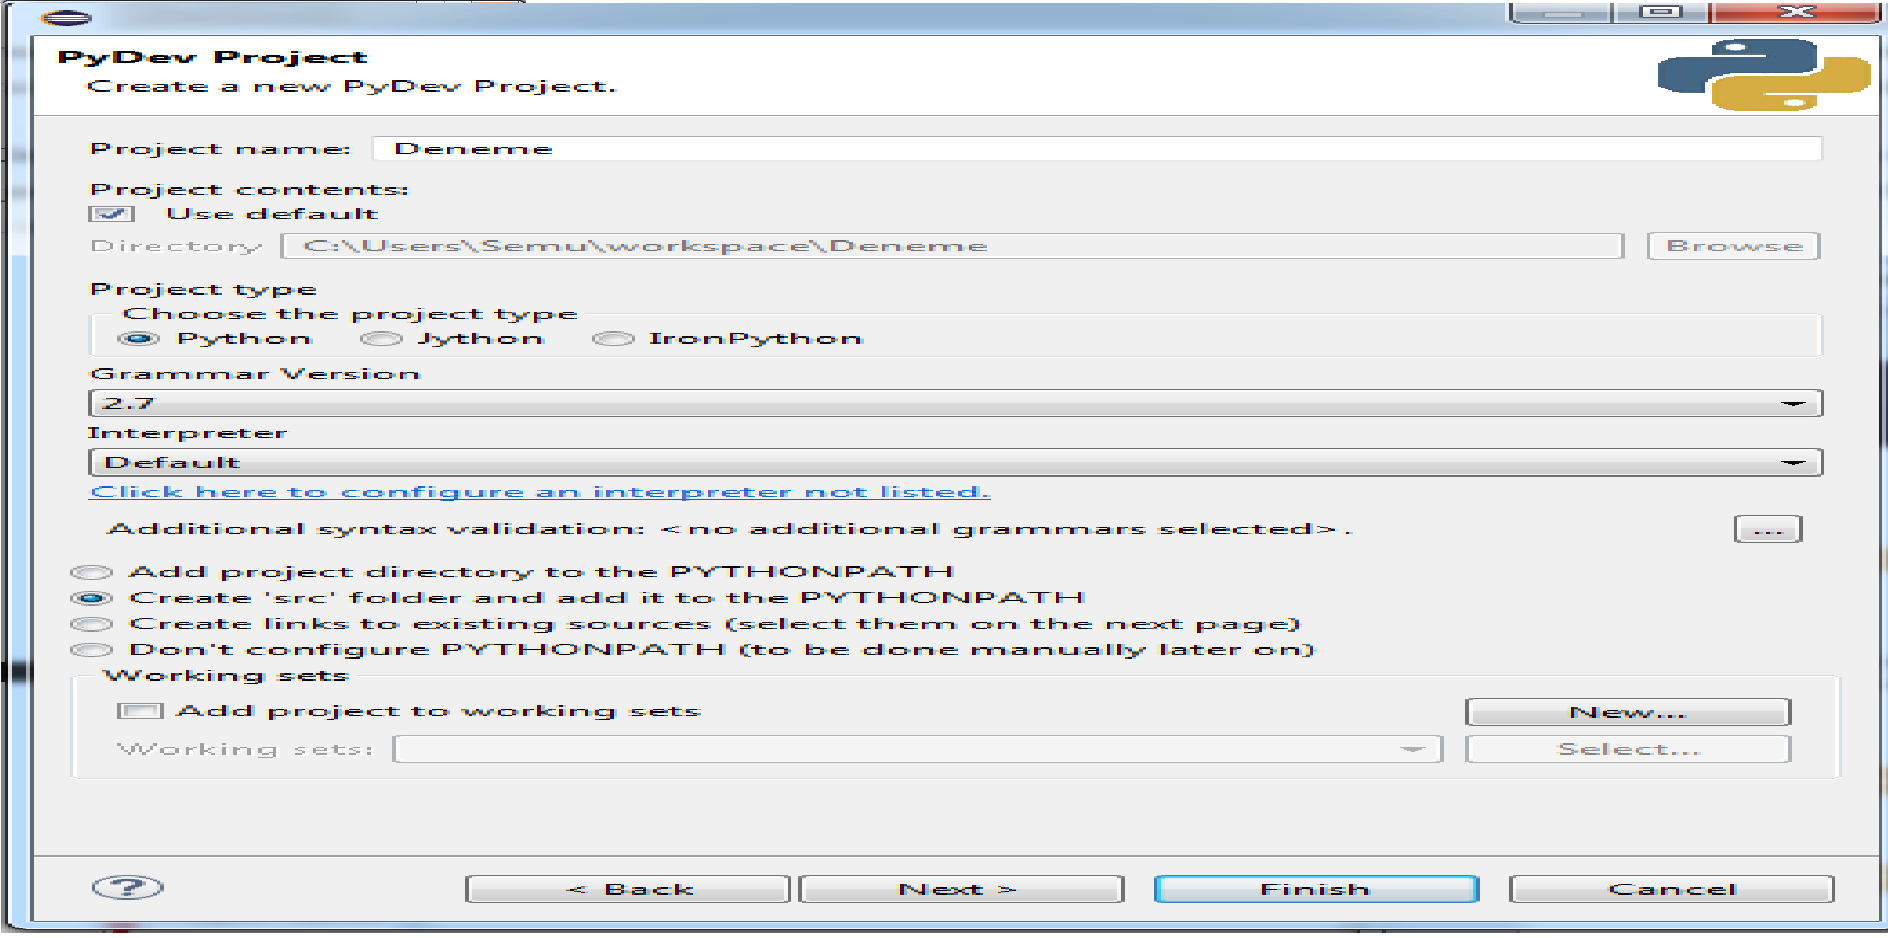 PyDev Project
Create a new PyDev Project.
Project name: Deneme
Project contents:
Use default
Directory C:\Users\Semu\workspace\Deneme Browse
Project type
Choose the project type
Python Jython IronPython
Grammar Version
2.7
Interpreter
Default
Click here to configure an interpreter not listed.
Additional syntax validation: <no additional grammars selected>. ...
Add project directory to the PYTHONPATH
Create 'src' folder and add it to the PYTHONPATH
Create links to existing sources (select them on the next page)
Don't configure PYTHONPATH (to be done manually later on)
Working sets
Add project to working sets New...
Working sets: Select...
? < Back Next > Finish Cancel